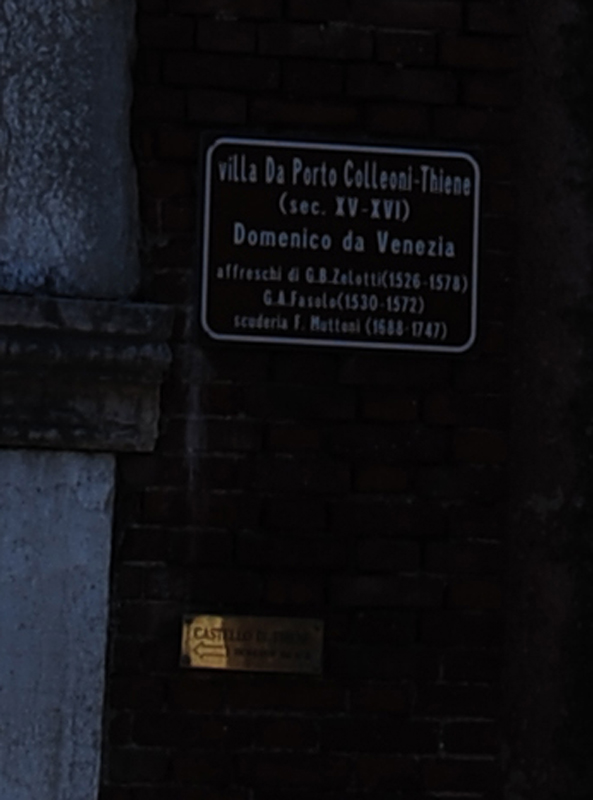 villa Da Porto Colleoni-Thiene
(sec. XV-XVI)
Domenico da Venezia
affreschi di G.B.Zelotti(1526-1578)
G.A.Fasolo(1530-1572)
scuderia F. Muttoni (1688-1747)
CASTELLO DI